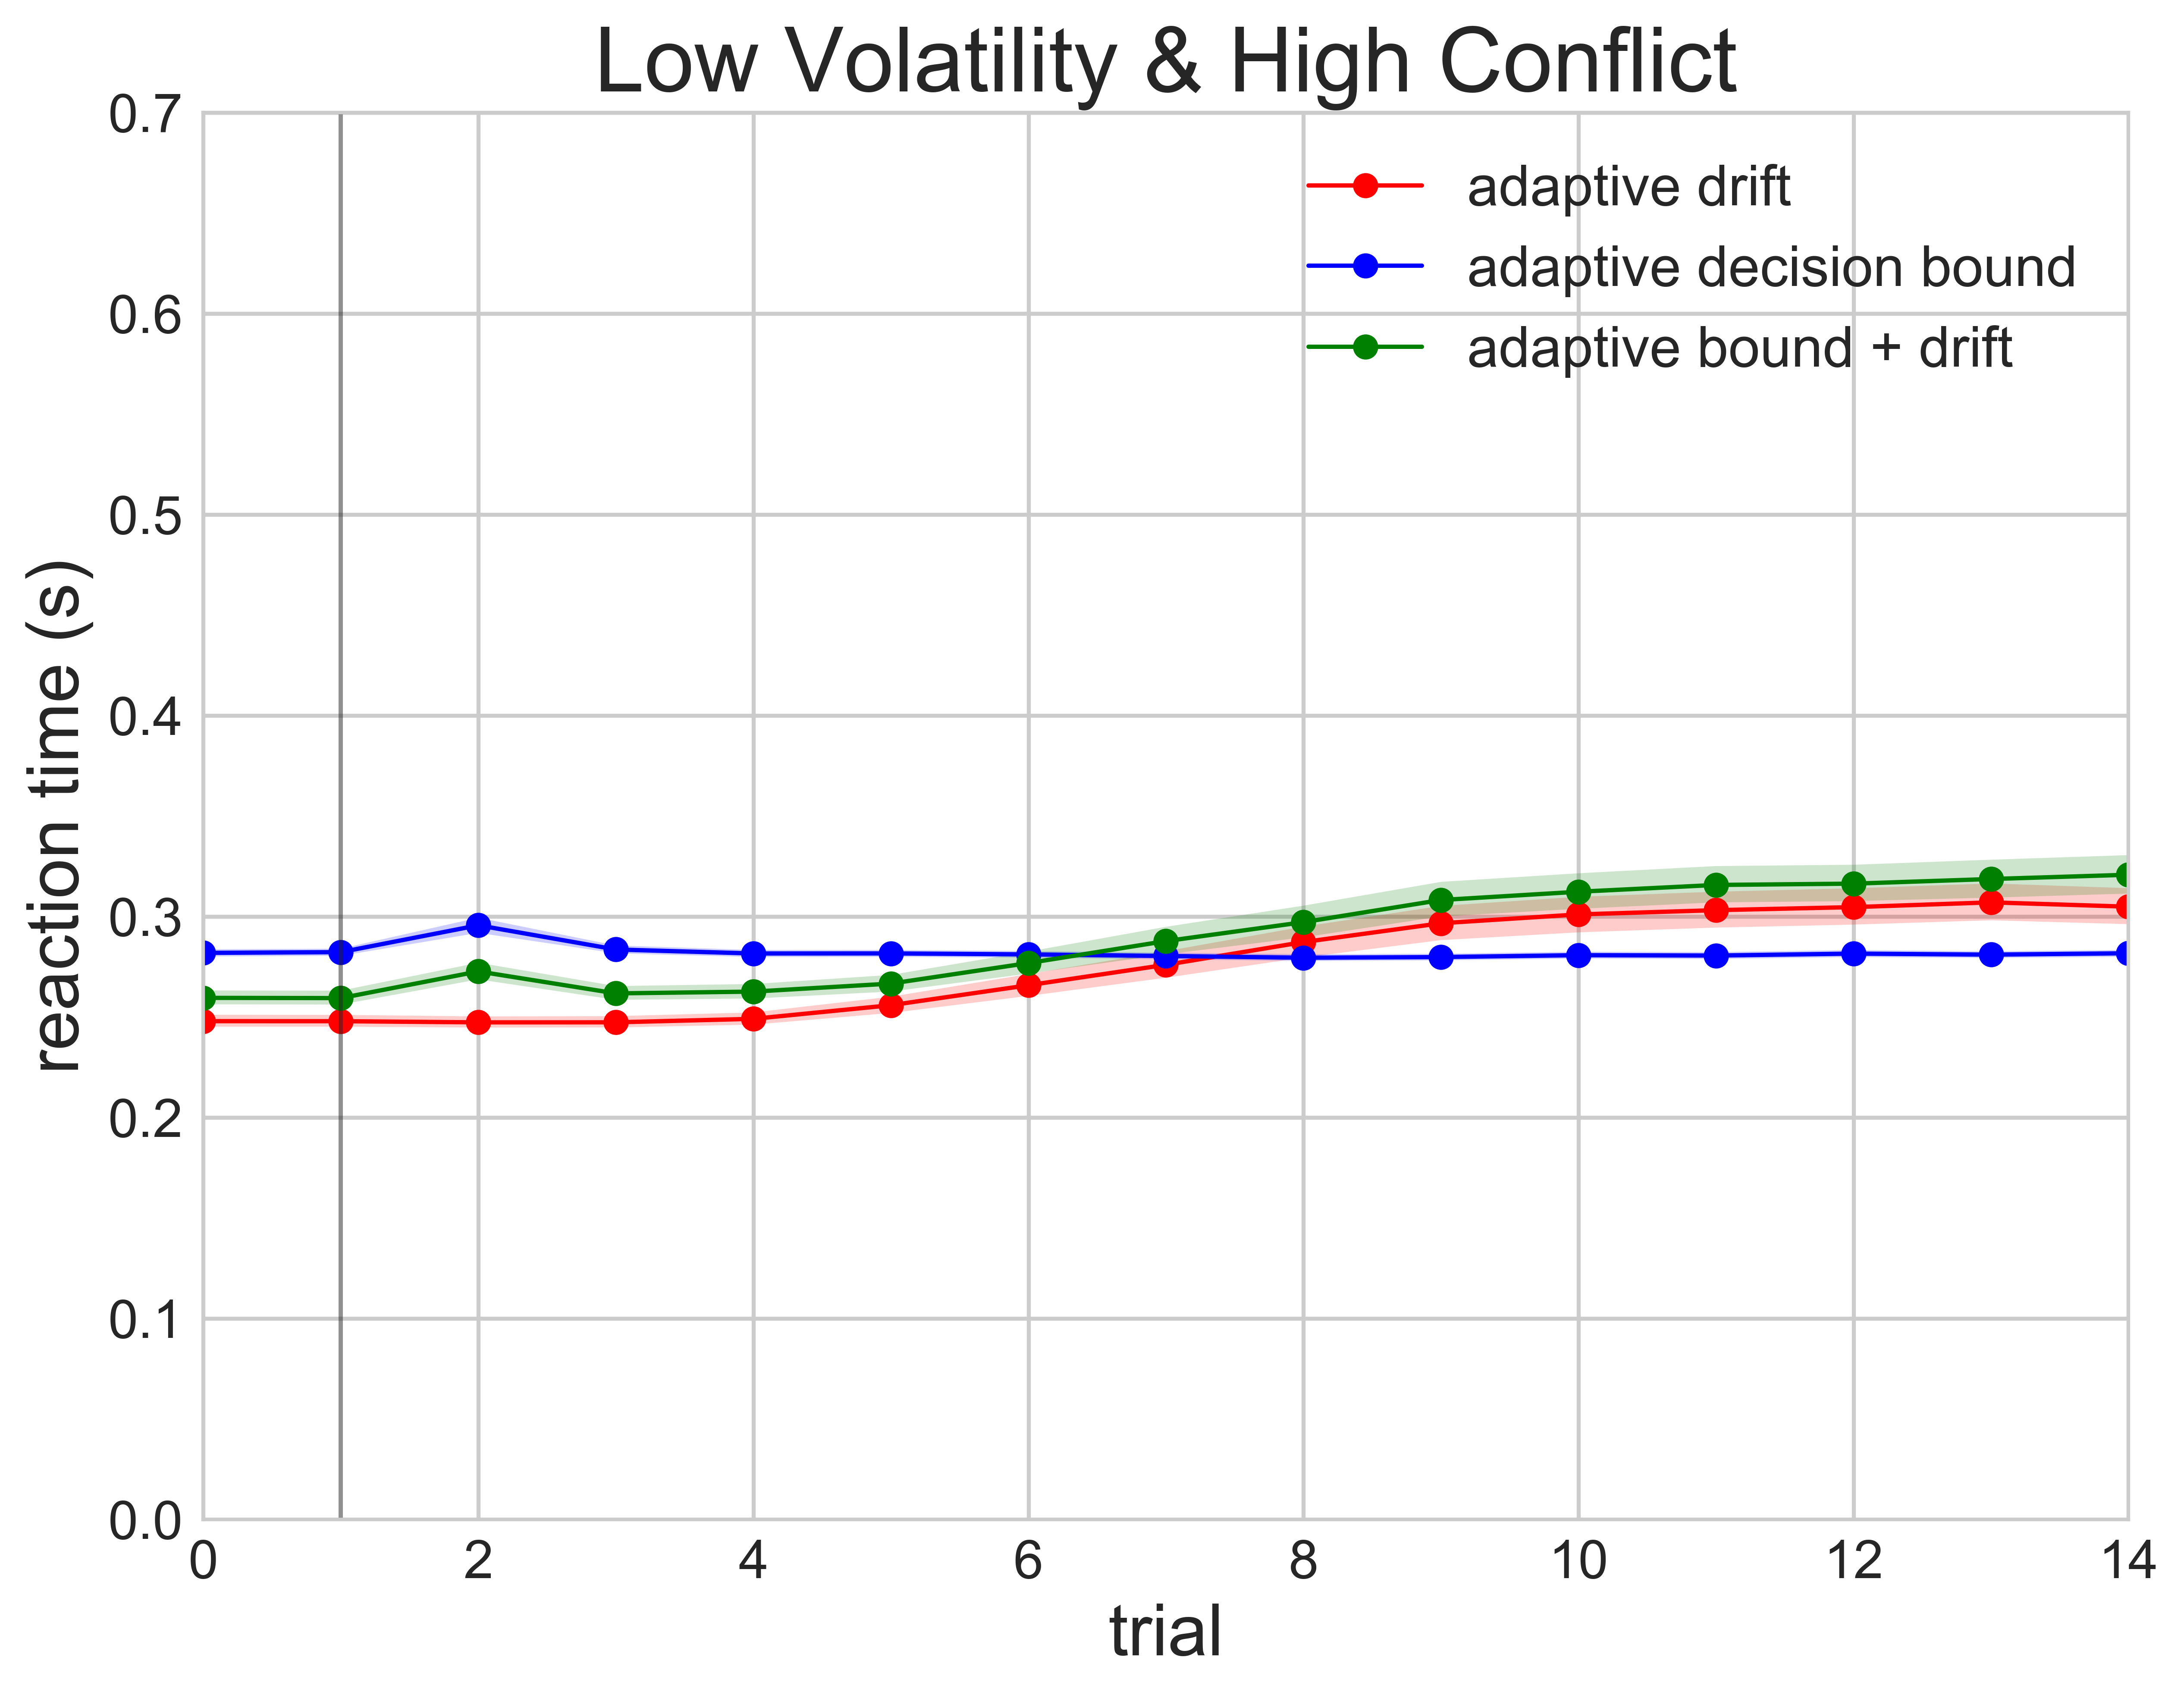 Low Volatility & High Conflict
0.7
0.6
0.5
0.4
0.3
0.2
0.1
0.0
reaction time (s)
adaptive drift
adaptive decision bound
adaptive bound + drift
0 2 4 6 8 10 12 14
trial